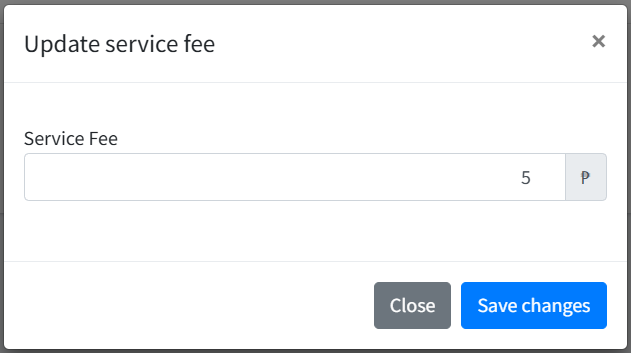 Update service fee
×
Service Fee
5 ₱
Close Save changes